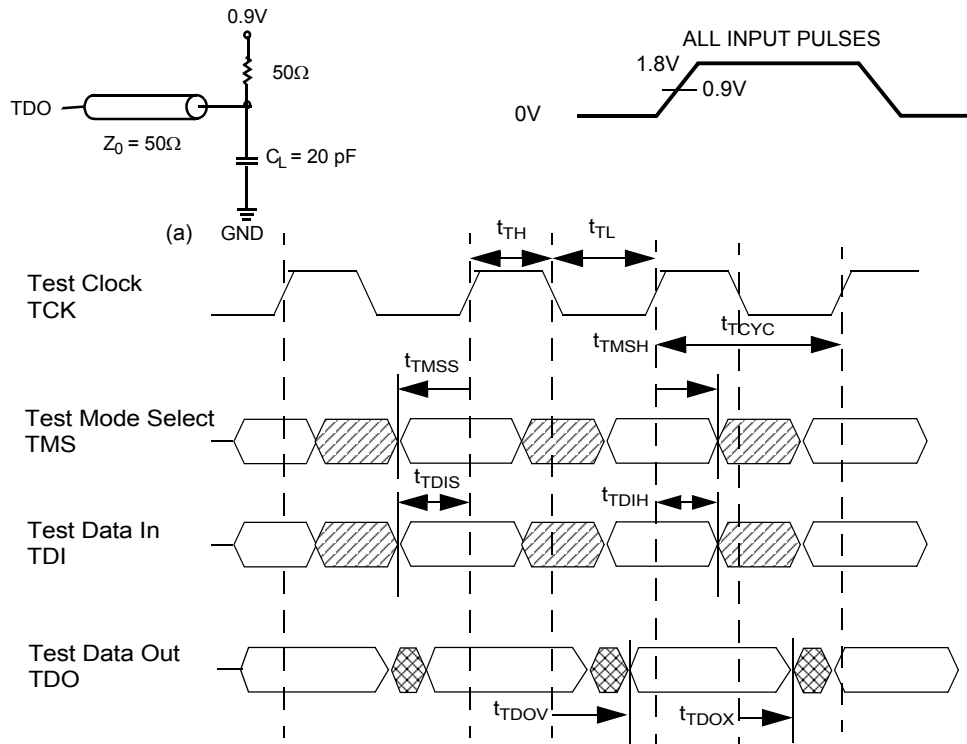 0.9V
50Ω
TDO
Z0 = 50Ω
CL = 20 pF
(a) GND
ALL INPUT PULSES
1.8V
0.9V
0V
tTH
tTL
Test Clock
TCK
tTCYC
tTMSH
tTMSS
Test Mode Select
TMS
tTDIS
tTDIH
Test Data In
TDI
Test Data Out
TDO
tTDOV
tTDOX